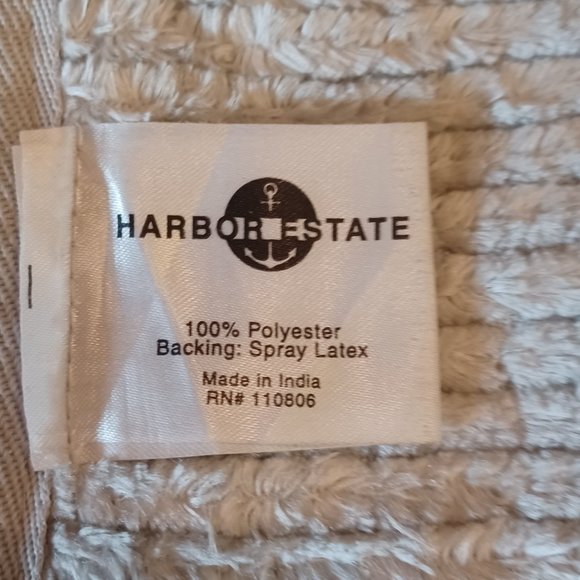 HARBOR ESTATE
100% Polyester
Backing: Spray Latex
Made in India
RN# 110806